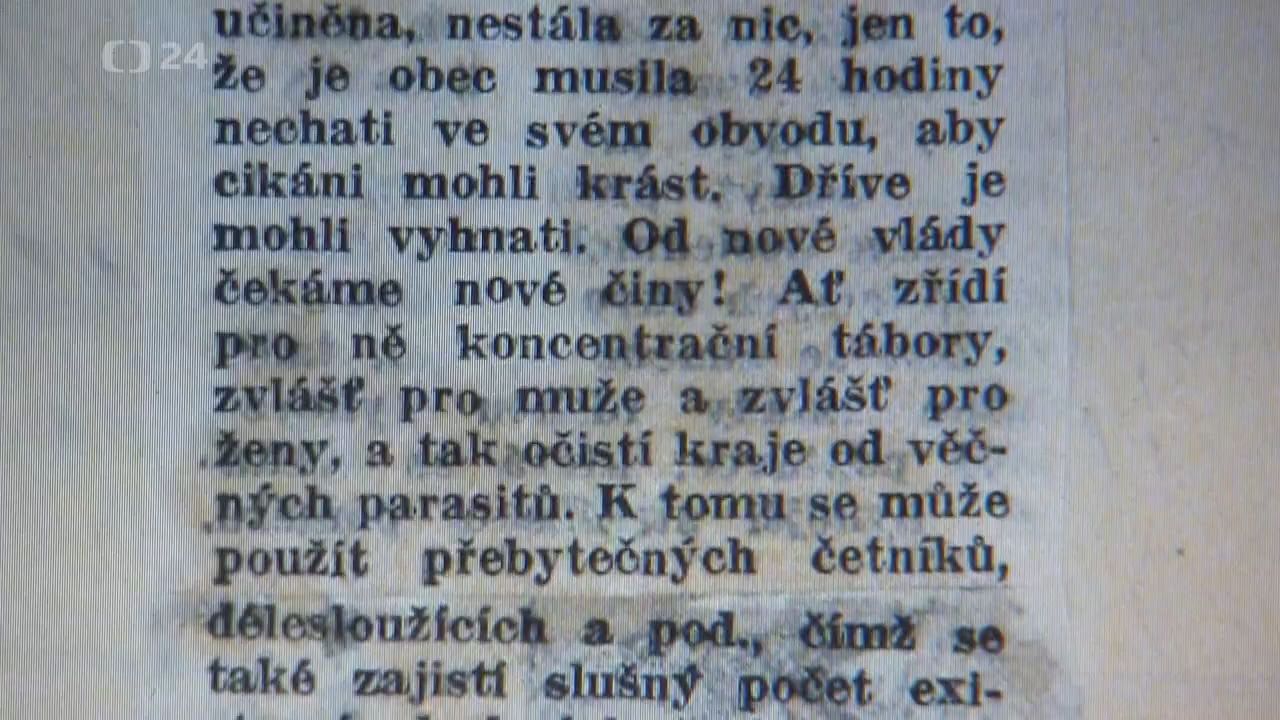 učiněna, nestála za nic, jen to,
ČT 24
že je obec musila 24 hodiny
nechati ve svém obvodu, aby
cikáni mohli krást. Dříve je
mohli vyhnati. Od nové vlády
čekáme nové činy! Ať zřídí
pro ně koncentrační tábory,
zvlášť pro muže a zvlášť pro
ženy, a tak očistí kraje od věč-
ných parasitů. K tomu se může
použít přebytečných četníků,
déлesloužících a pod., čímž se
také zajistí slušný počet exi-